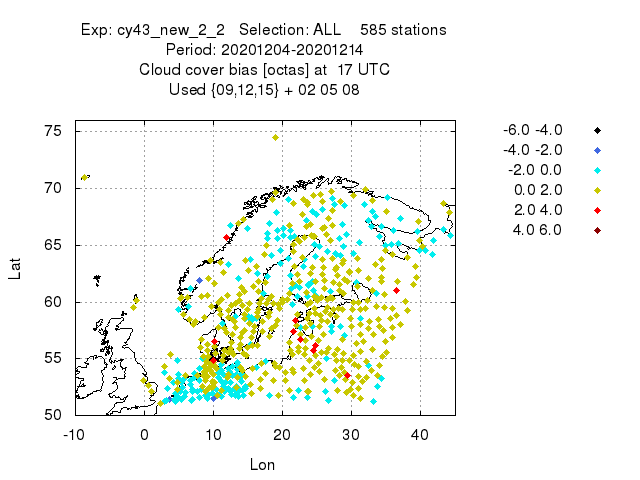 Exp: cy43_new_2_2   Selection: ALL    585 stations
Period: 20201204-20201214
Cloud cover bias [octas] at  17 UTC
Used {09,12,15} + 02 05 08
-6.0 -4.0
-4.0 -2.0
-2.0 0.0
0.0 2.0
2.0 4.0
4.0 6.0
75
70
65
60
55
50
Lat
-10 0 10 20 30 40
Lon